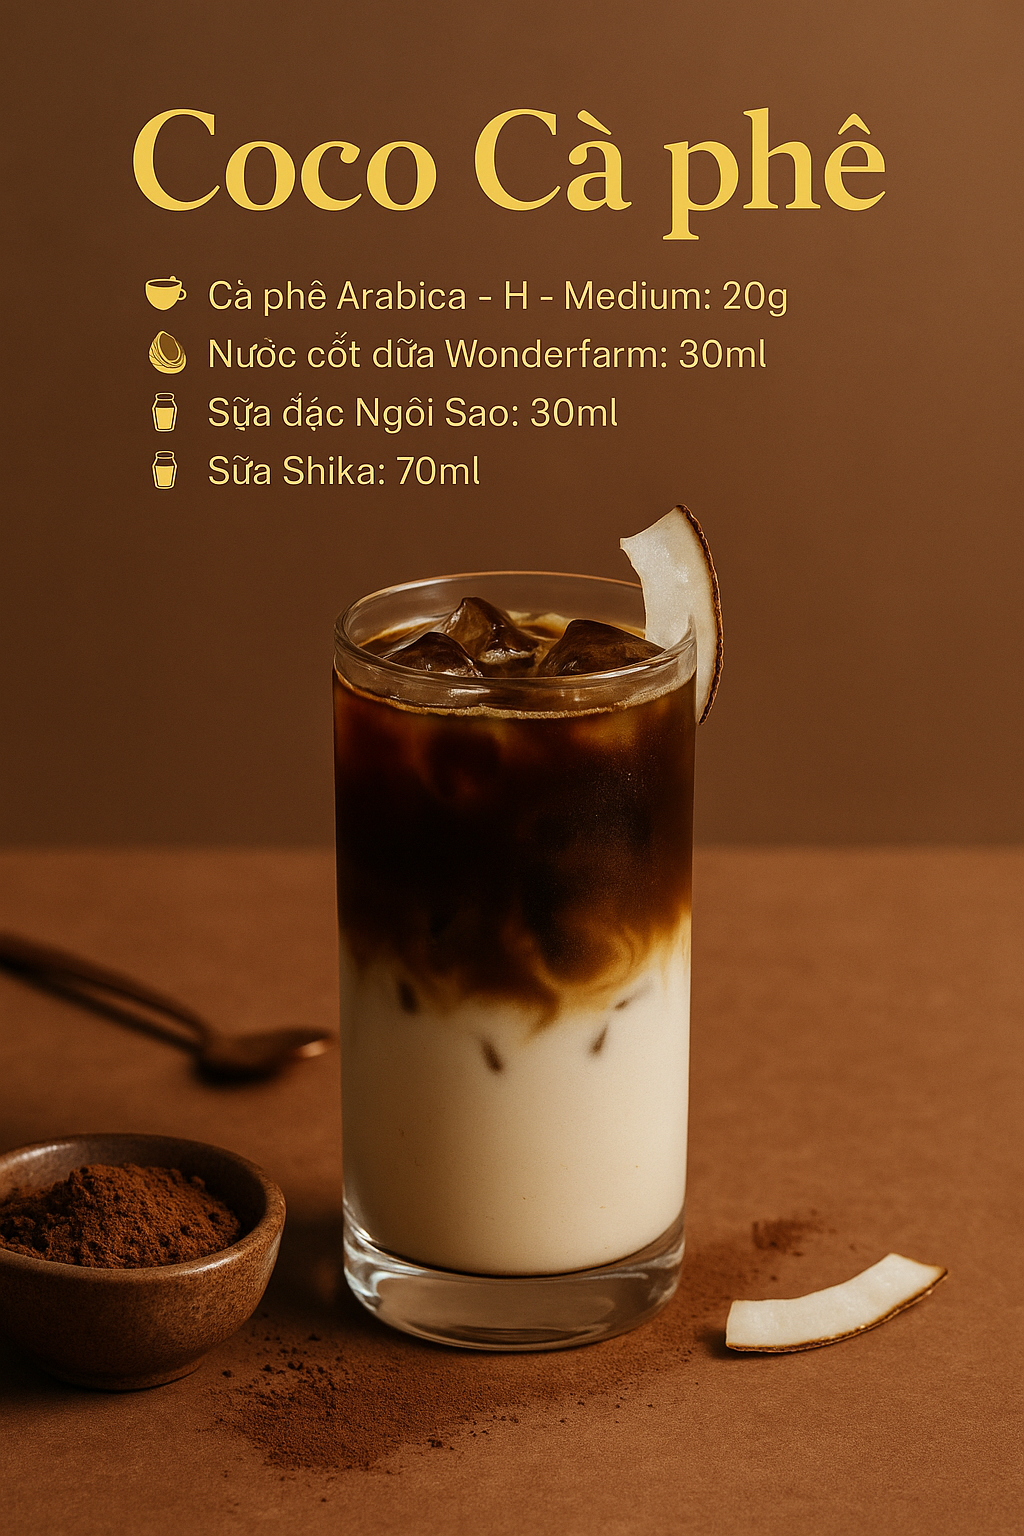 Coco Cà phê
Cà phê Arabica - H - Medium: 20g
Nước cốt dừa Wonderfarm: 30ml
Sữa đặc Ngôi Sao: 30ml
Sữa Shika: 70ml